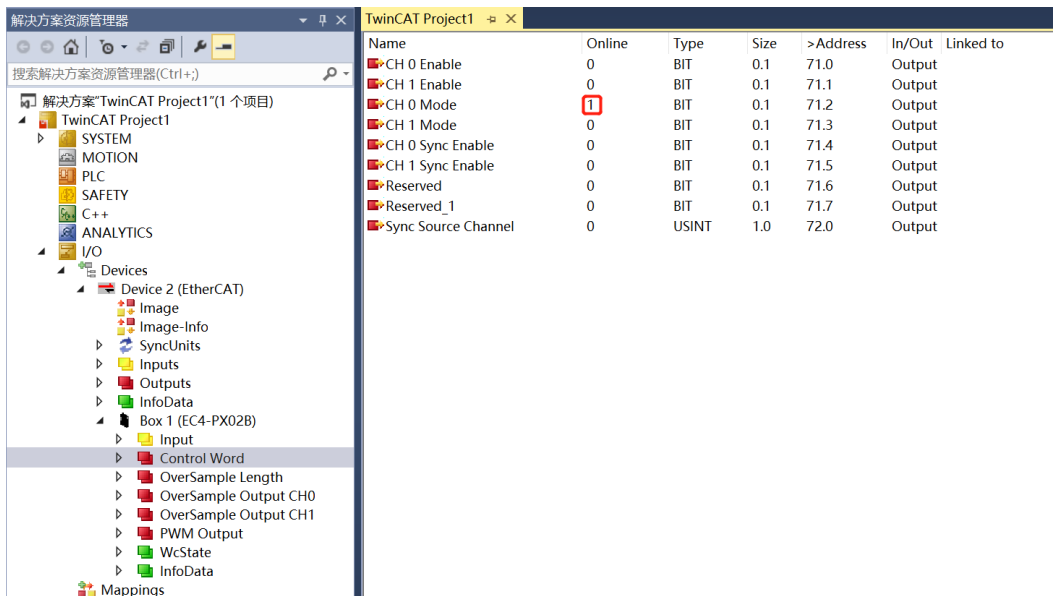 解决方案资源管理器
搜索解决方案资源管理器(Ctrl+;)
解决方案"TwinCAT Project1"(1 个项目)
TwinCAT Project1
SYSTEM
MOTION
PLC
SAFETY
C++
ANALYTICS
I/O
Devices
Device 2 (EtherCAT)
Image
Image-Info
SyncUnits
Inputs
Outputs
InfoData
Box 1 (EC4-PX02B)
Input
Control Word
OverSample Length
OverSample Output CH0
OverSample Output CH1
PWM Output
WcState
InfoData
Mappings
TwinCAT Project1
Name Online Type Size >Address In/Out Linked to
CH 0 Enable 0 BIT 0.1 71.0 Output
CH 1 Enable 0 BIT 0.1 71.1 Output
CH 0 Mode 1 BIT 0.1 71.2 Output
CH 1 Mode 0 BIT 0.1 71.3 Output
CH 0 Sync Enable 0 BIT 0.1 71.4 Output
CH 1 Sync Enable 0 BIT 0.1 71.5 Output
Reserved 0 BIT 0.1 71.6 Output
Reserved_1 0 BIT 0.1 71.7 Output
Sync Source Channel 0 USINT 1.0 72.0 Output